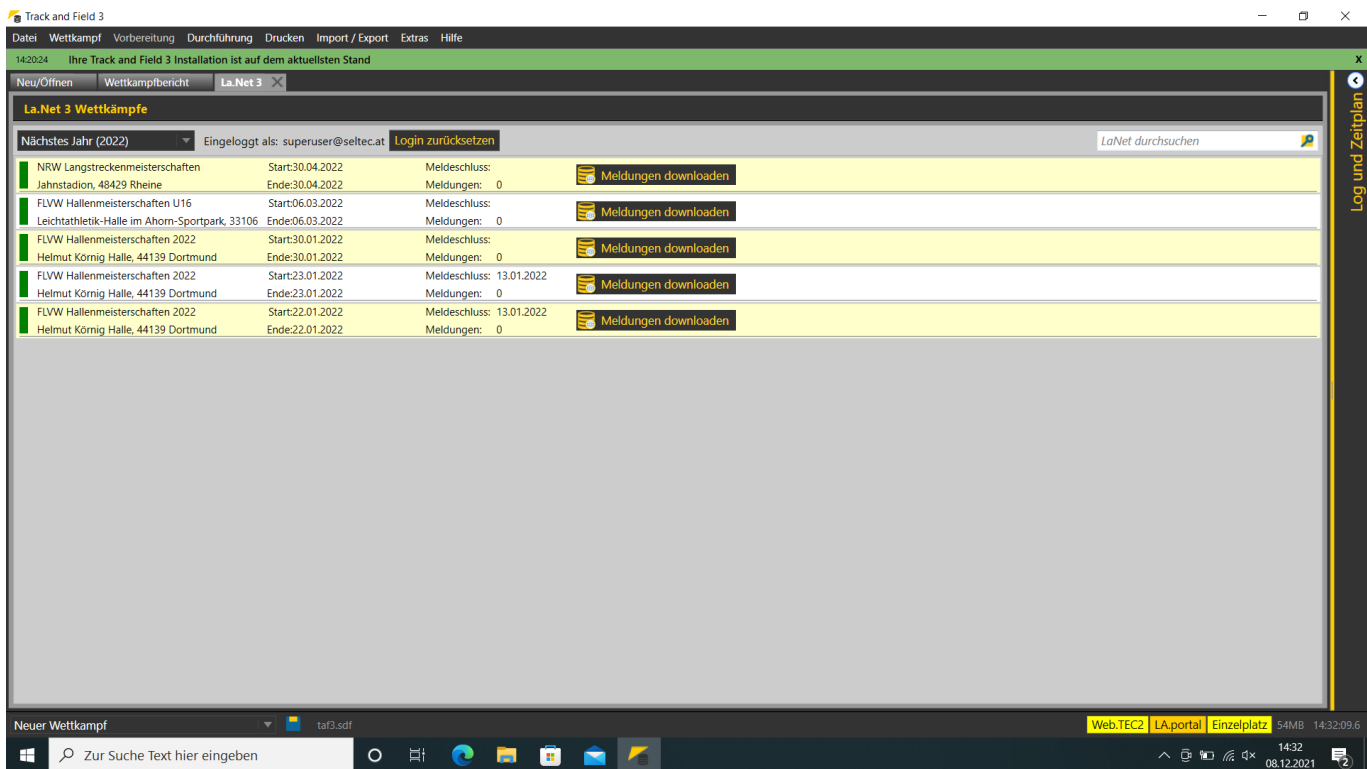 Track and Field 3
Datei Wettkampf Vorbereitung Durchführung Drucken Import / Export Extras Hilfe
14:20:24 Ihre Track and Field 3 Installation ist auf dem aktuellsten Stand X
Neu/Öffnen Wettkampfbericht La.Net 3
La.Net 3 Wettkämpfe
Nächstes Jahr (2022) Eingeloggt als: superuser@seltec.at Login zurücksetzen LaNet durchsuchen
NRW Langstreckenmeisterschaften Start:30.04.2022 Meldeschluss:
Jahnstadion, 48429 Rheine Ende:30.04.2022 Meldungen: 0
Meldungen downloaden
FLVW Hallenmeisterschaften U16 Start:06.03.2022 Meldeschluss:
Leichtathletik-Halle im Ahorn-Sportpark, 33106 Ende:06.03.2022 Meldungen: 0
Meldungen downloaden
FLVW Hallenmeisterschaften 2022 Start:30.01.2022 Meldeschluss:
Helmut Körnig Halle, 44139 Dortmund Ende:30.01.2022 Meldungen: 0
Meldungen downloaden
FLVW Hallenmeisterschaften 2022 Start:23.01.2022 Meldeschluss: 13.01.2022
Helmut Körnig Halle, 44139 Dortmund Ende:23.01.2022 Meldungen: 0
Meldungen downloaden
FLVW Hallenmeisterschaften 2022 Start:22.01.2022 Meldeschluss: 13.01.2022
Helmut Körnig Halle, 44139 Dortmund Ende:22.01.2022 Meldungen: 0
Meldungen downloaden
Log und Zeitplan
Neuer Wettkampf taf3.sdf Web.TEC2 LA.portal Einzelplatz 54MB 14:32:09.6
Zur Suche Text hier eingeben 14:32
08.12.2021 2